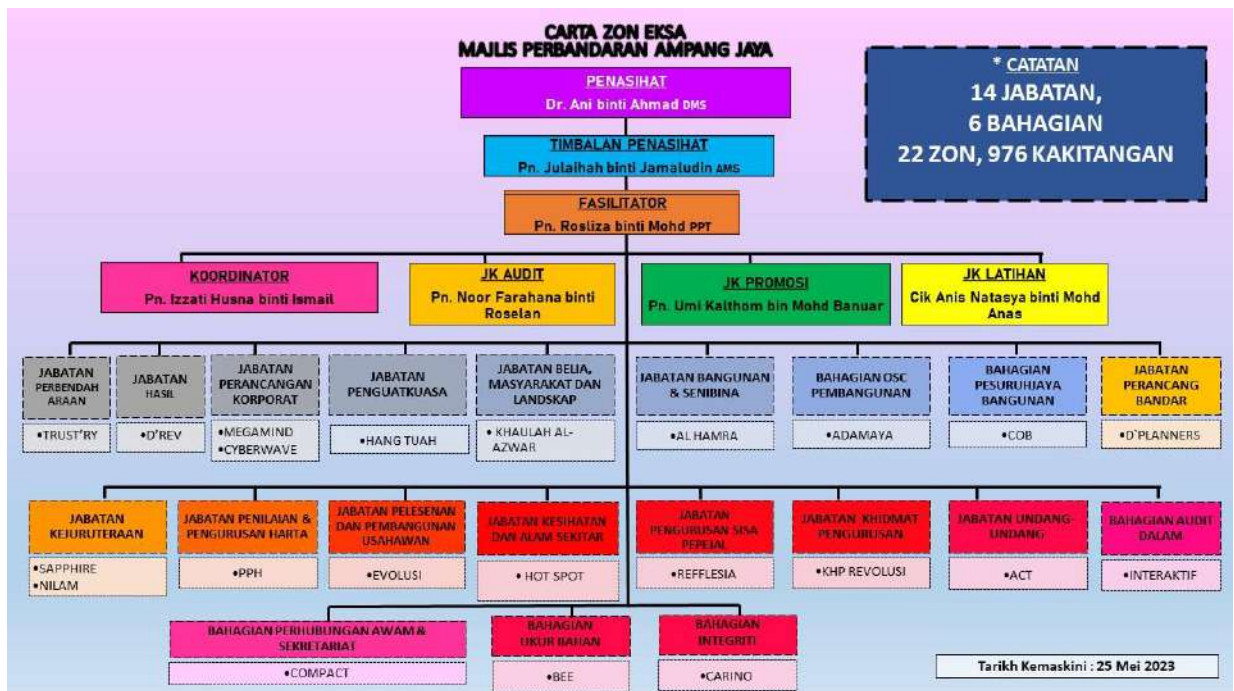 CARTA ZON EKSA
MAJLIS PERBANDARAN AMPANG JAYA
* CATATAN
14 JABATAN,
6 BAHAGIAN
22 ZON, 976 KAKITANGAN
PENASIHAT
Dr. Ani binti Ahmad DMS
TIMBALAN PENASIHAT
Pn. Julaihah binti Jamaludin AMS
FASILITATOR
Pn. Rosliza binti Mohd PPT
KOORDINATOR
Pn. Izzati Husna binti Ismail
JK AUDIT
Pn. Noor Farahana binti
Roselan
JK PROMOSI
Pn. Umi Kalthom bin Mohd Banuar
JK LATIHAN
Cik Anis Natasya binti Mohd
Anas
JABATAN
PERBENDAH
ARAAN
•TRUST'RY
JABATAN
HASIL
•D'REV
JABATAN
PERANCANGAN
KORPORAT
•MEGAMIND
•CYBERWAVE
JABATAN
PENGUATKUASA
•HANG TUAH
JABATAN BELIA,
MASYARAKAT DAN
LANDSKAP
• KHAULAH AL-
AZWAR
JABATAN BANGUNAN
& SENIBINA
•AL HAMRA
BAHAGIAN OSC
PEMBANGUNAN
•ADAMAYA
BAHAGIAN
PESURUHJAYA
BANGUNAN
•COB
JABATAN
PERANCANG
BANDAR
•D`PLANNERS
JABATAN
KEJURUTERAAN
•SAPPHIRE
•NILAM
JABATAN PENILAIAN &
PENGURUSAN HARTA
•PPH
JABATAN PELESENAN
DAN PEMBANGUNAN
USAHAWAN
•EVOLUSI
JABATAN KESIHATAN
DAN ALAM SEKITAR
• HOT SPOT
JABATAN
PENGURUSAN SISA
PEPEJAL
•REFFLESIA
JABATAN KHIDMAT
PENGURUSAN
•KHP REVOLUSI
JABATAN UNDANG-
UNDANG
•ACT
BAHAGIAN AUDIT
DALAM
•INTERAKTIF
BAHAGIAN PERHUBUNGAN AWAM &
SEKRETARIAT
•COMPACT
BAHAGIAN
UKUR BAHAN
•BEE
BAHAGIAN
INTEGRITI
•CARINO
Tarikh Kemaskini : 25 Mei 2023